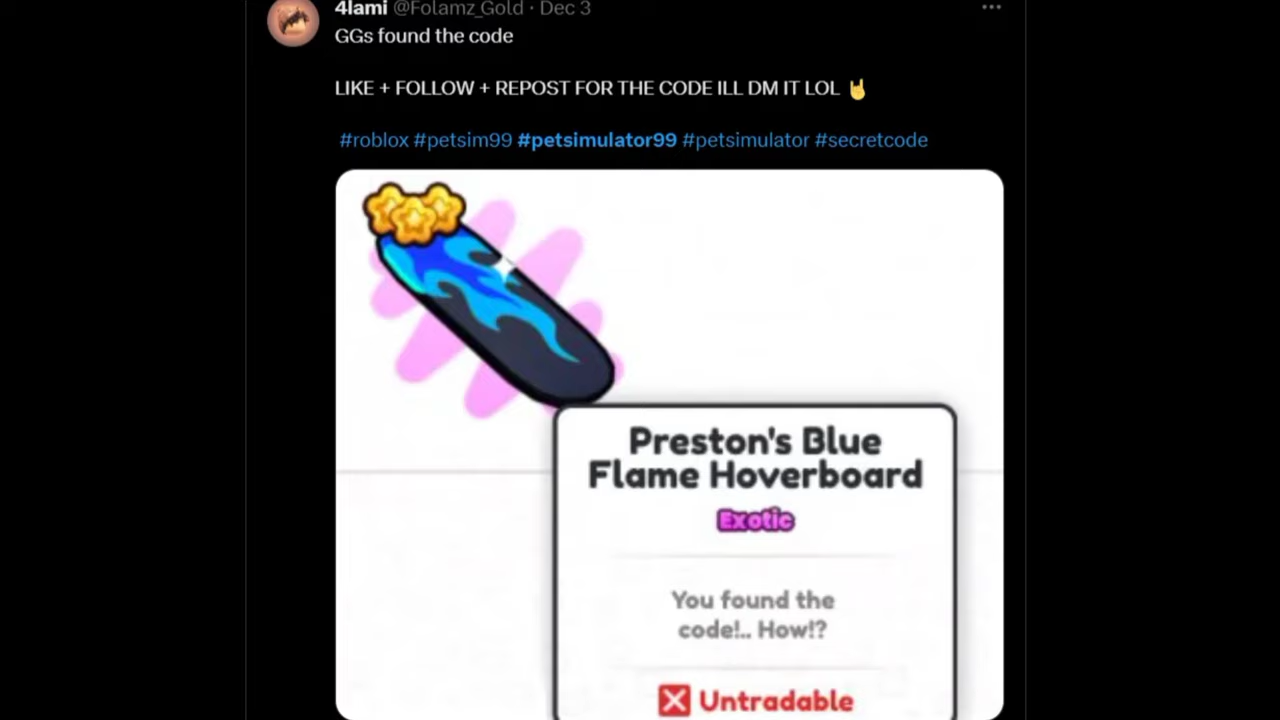 4lami @Folamz_Gold · Dec 3
GGs found the code
LIKE + FOLLOW + REPOST FOR THE CODE ILL DM IT LOL 🤘
#roblox #petsim99 #petsimulator99 #petsimulator #secretcode
Preston's Blue
Flame Hoverboard
Exotic
You found the
code!.. How!?
Untradable